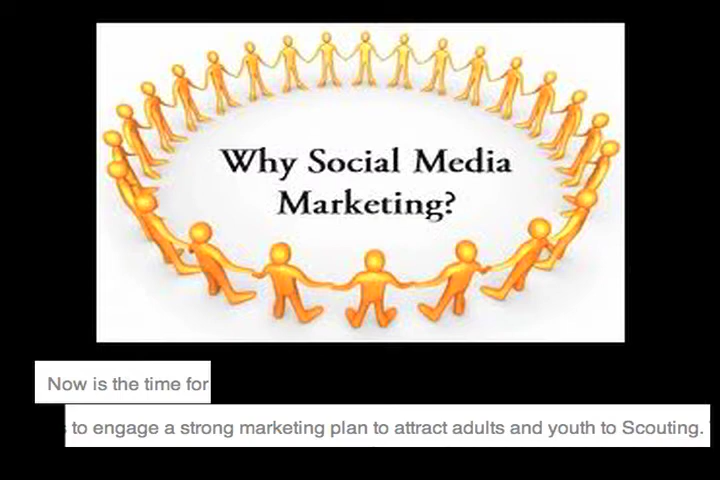 Why Social Media
Marketing?
Now is the time for
to engage a strong marketing plan to attract adults and youth to Scouting.